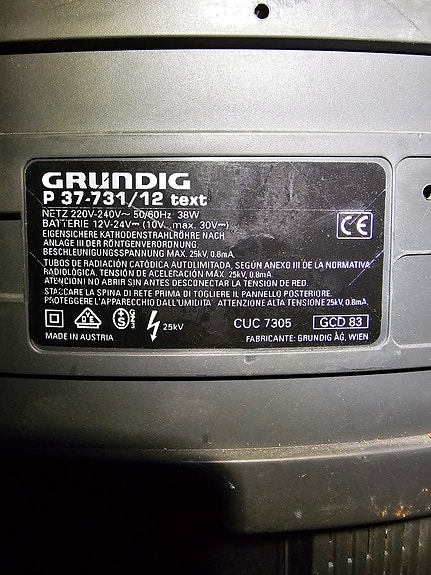 GRUNDIG
P 37-731/12 text
NETZ 220V-240V~ 50/60Hz 38W
BATTERIE 12V-24V⎓ (10V...max. 30V⎓)
EIGENSICHERE KATHODENSTRAHLRÖHRE NACH
ANLAGE III DER RÖNTGENVERORDNUNG.
BESCHLEUNIGUNGSSPANNUNG MAX. 25kV, 0.8mA.
TUBOS DE RADIACIÓN CATÓDICA AUTOLIMITADA, SEGÚN ANEXO III DE LA NORMATIVA
RADIOLÓGICA. TENSIÓN DE ACELERACIÓN MÁX. 25kV, 0.8mA.
ATENCIÓN! NO ABRIR SIN ANTES DESCONECTAR LA TENSION DE RED.
STACCARE LA SPINA DI RETE PRIMA DI TOGLIERE IL PANNELLO POSTERIORE.
PROTEGGERE L'APPARECCHIO DALL'UMIDITA' ATTENZIONE ALTA TENSIONE 25kV, 0.8mA.
CE
25kV CUC 7305 GCD 83
MADE IN AUSTRIA FABRICANTE: GRUNDIG AG, WIEN